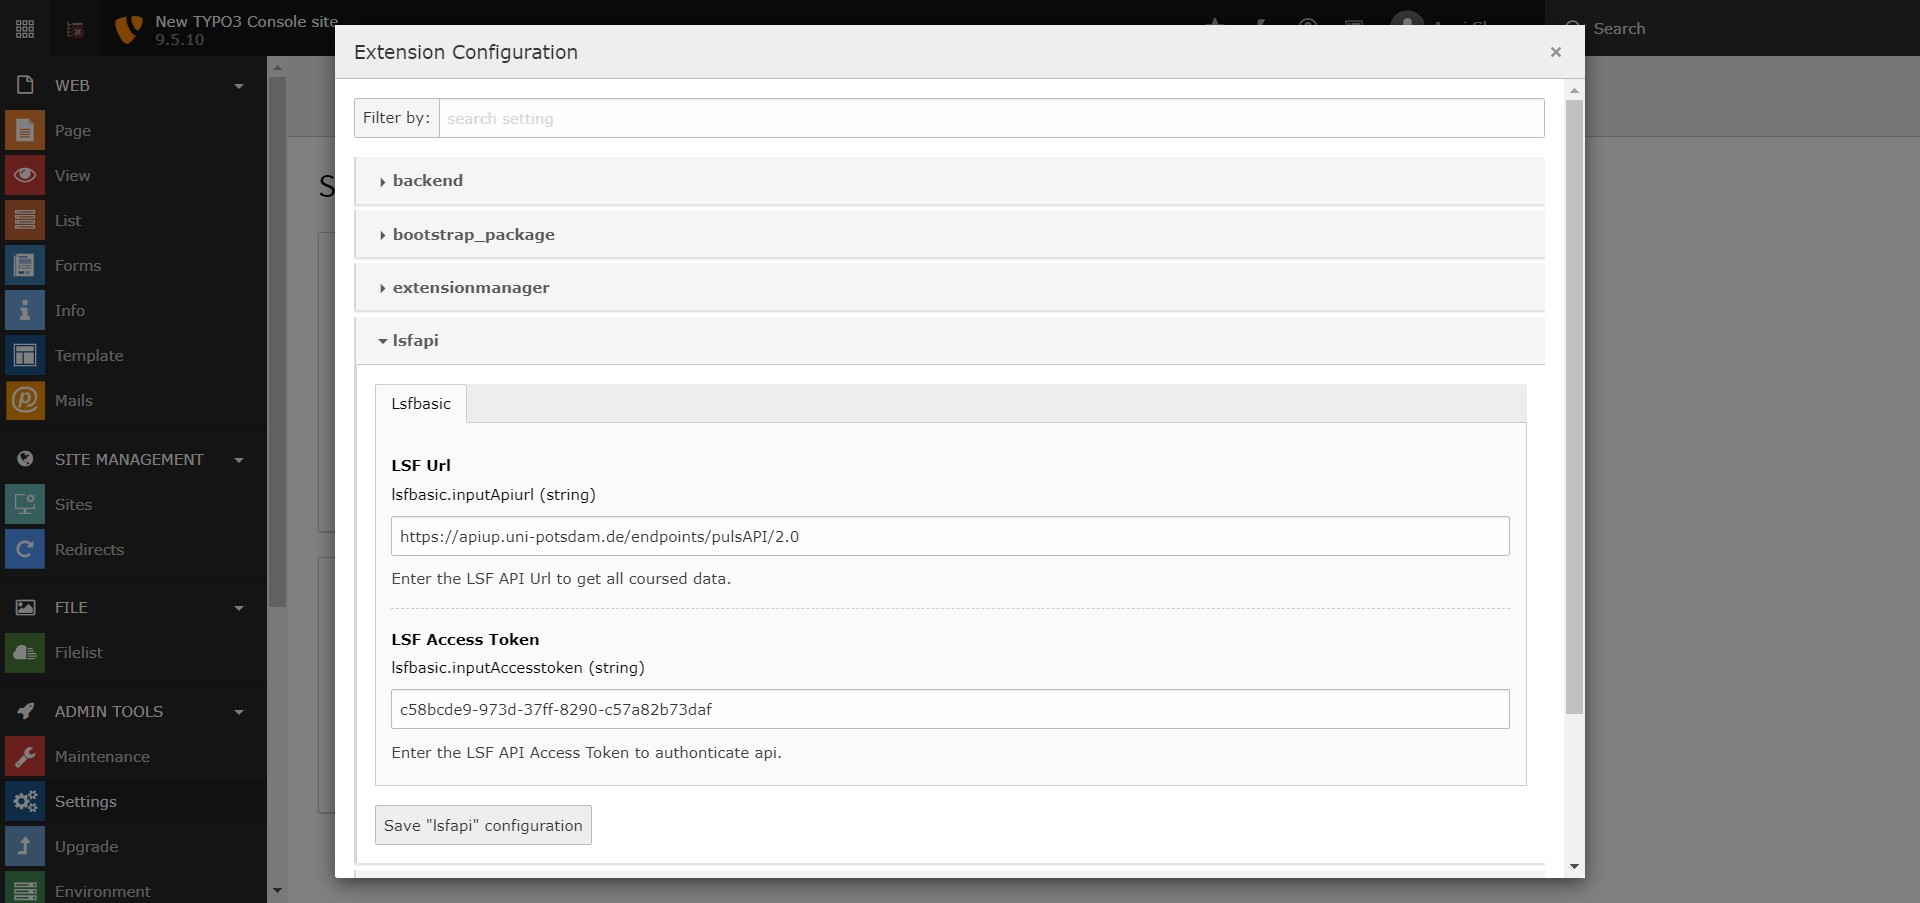 New TYPO3 Console site
9.5.10
Search
WEB
Page
View
List
Forms
Info
Template
Mails
SITE MANAGEMENT
Sites
Redirects
FILE
Filelist
ADMIN TOOLS
Maintenance
Settings
Upgrade
Environment
S
Extension Configuration
×
Filter by:
search setting
backend
bootstrap_package
extensionmanager
lsfapi
Lsfbasic
LSF Url
lsfbasic.inputApiurl (string)
https://apiup.uni-potsdam.de/endpoints/pulsAPI/2.0
Enter the LSF API Url to get all coursed data.
LSF Access Token
lsfbasic.inputAccesstoken (string)
c58bcde9-973d-37ff-8290-c57a82b73daf
Enter the LSF API Access Token to authonticate api.
Save "lsfapi" configuration